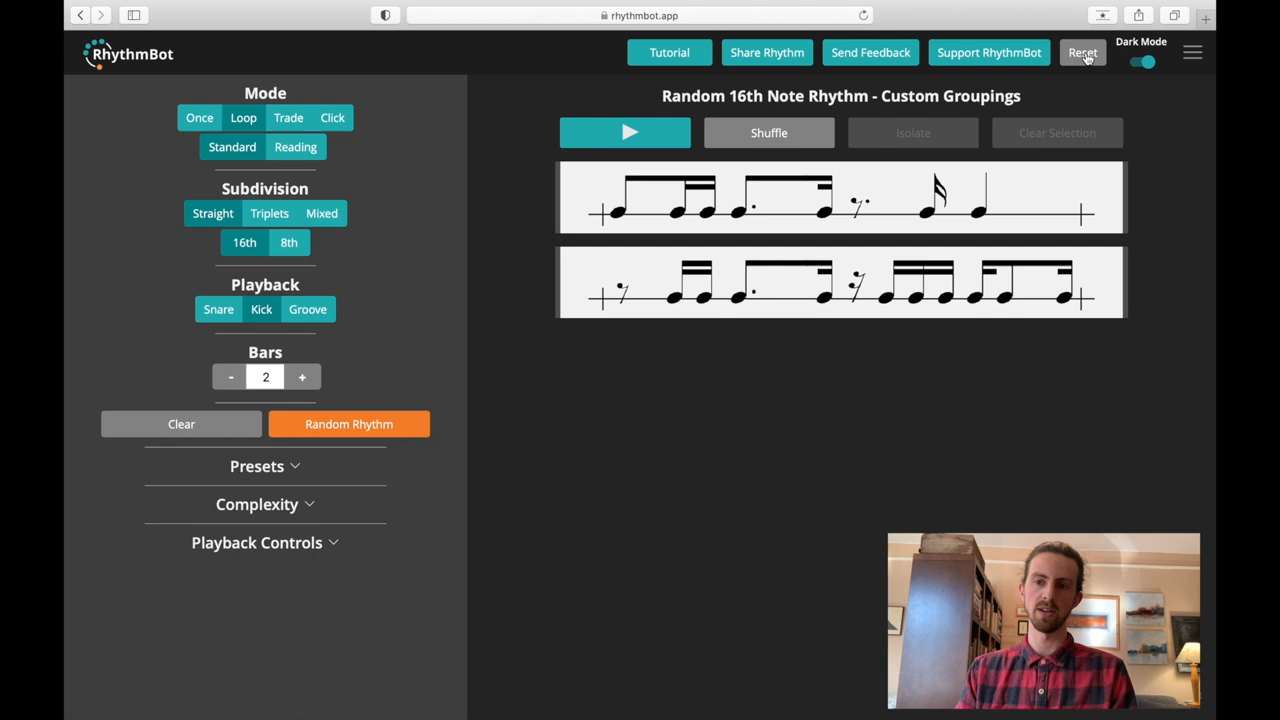 rhythmbot.app
RhythmBot
Tutorial
Share Rhythm
Send Feedback
Support RhythmBot
Reset
Dark Mode
Mode
Once Loop Trade Click
Standard Reading
Subdivision
Straight Triplets Mixed
16th 8th
Playback
Snare Kick Groove
Bars
- 2 +
Clear
Random Rhythm
Presets
Complexity
Playback Controls
Random 16th Note Rhythm - Custom Groupings
Shuffle
Isolate
Clear Selection